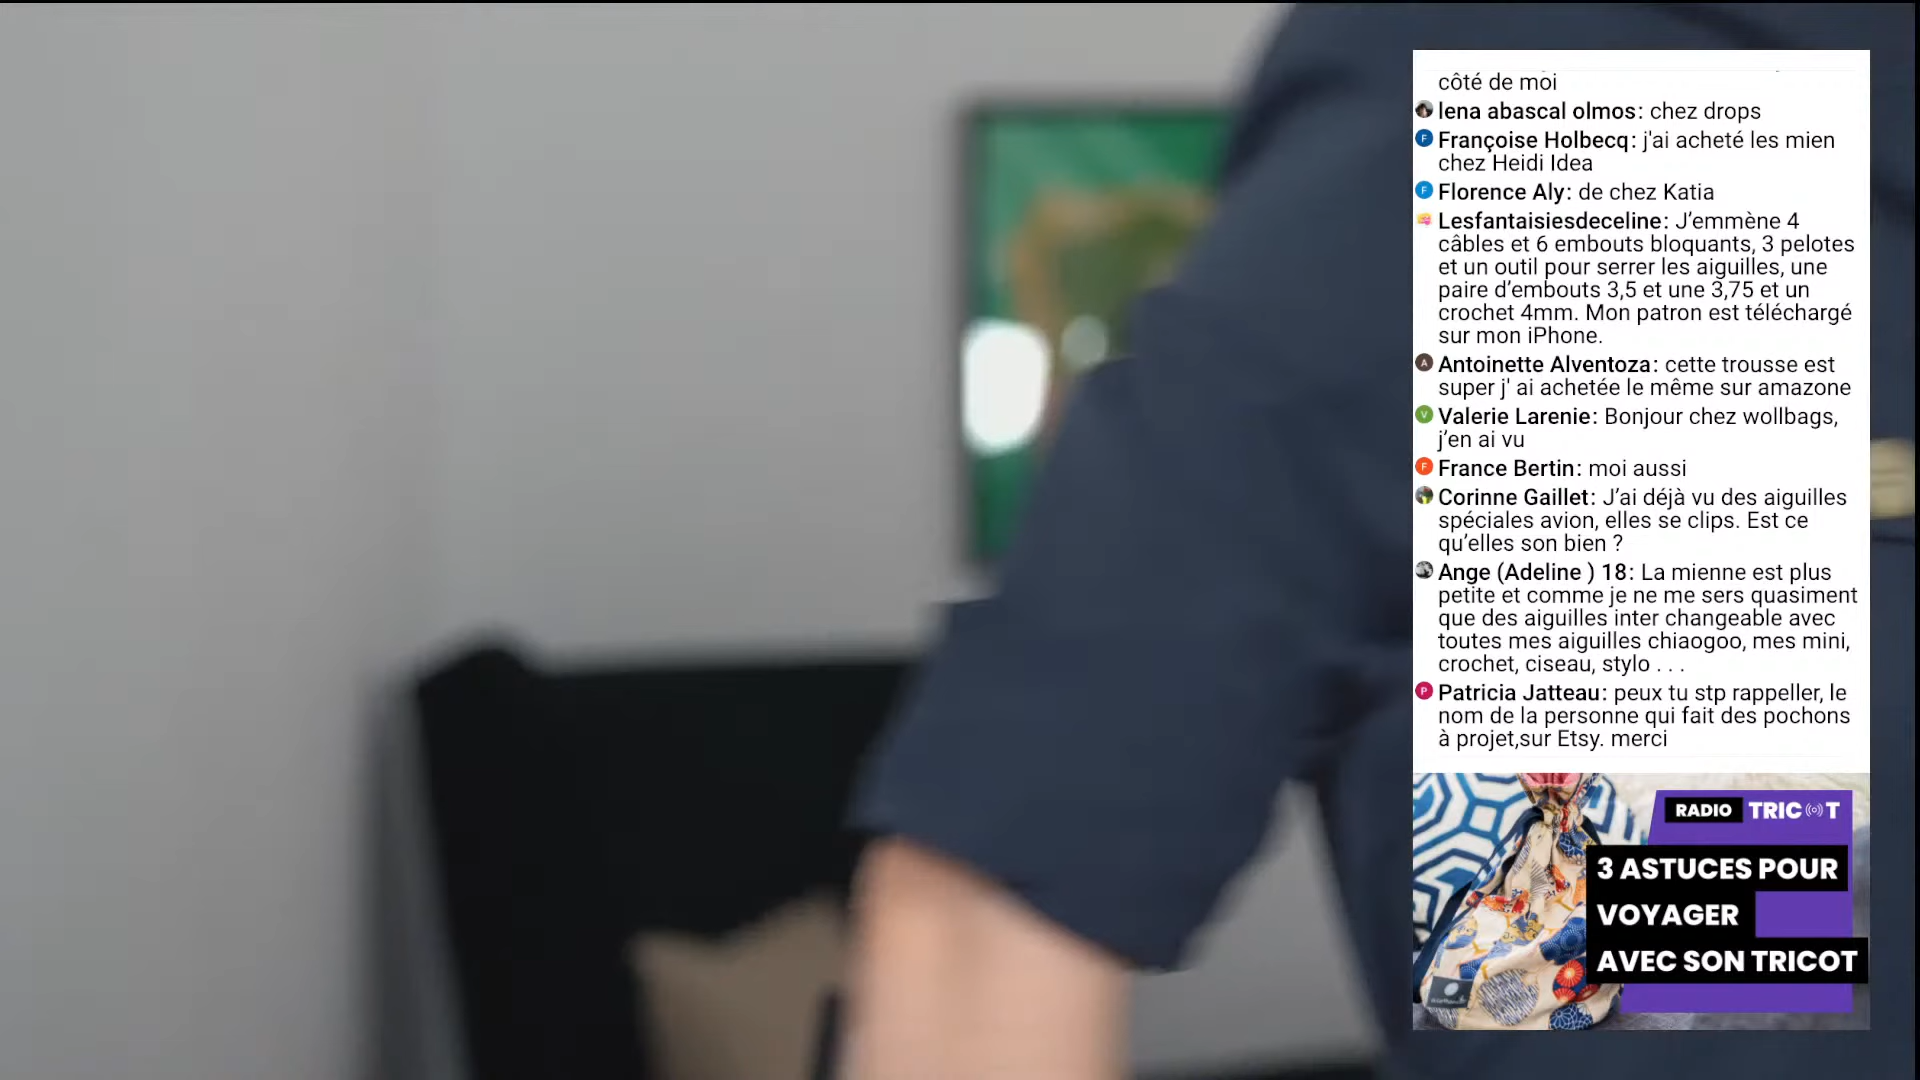 côté de moi
lena abascal olmos: chez drops
Françoise Holbecq: j'ai acheté les mien
chez Heidi Idea
Florence Aly: de chez Katia
Lesfantaisiesdeceline: J’emmène 4
câbles et 6 embouts bloquants, 3 pelotes
et un outil pour serrer les aiguilles, une
paire d’embouts 3,5 et une 3,75 et un
crochet 4mm. Mon patron est téléchargé
sur mon iPhone.
Antoinette Alventoza: cette trousse est
super j' ai achetée le même sur amazone
Valerie Larenie: Bonjour chez wollbags,
j’en ai vu
France Bertin: moi aussi
Corinne Gaillet: J’ai déjà vu des aiguilles
spéciales avion, elles se clips. Est ce
qu’elles son bien ?
Ange (Adeline ) 18: La mienne est plus
petite et comme je ne me sers quasiment
que des aiguilles inter changeable avec
toutes mes aiguilles chiaogoo, mes mini,
crochet, ciseau, stylo . . .
Patricia Jatteau: peux tu stp rappeller, le
nom de la personne qui fait des pochons
à projet,sur Etsy. merci
RADIO TRICOT
3 ASTUCES POUR
VOYAGER
AVEC SON TRICOT